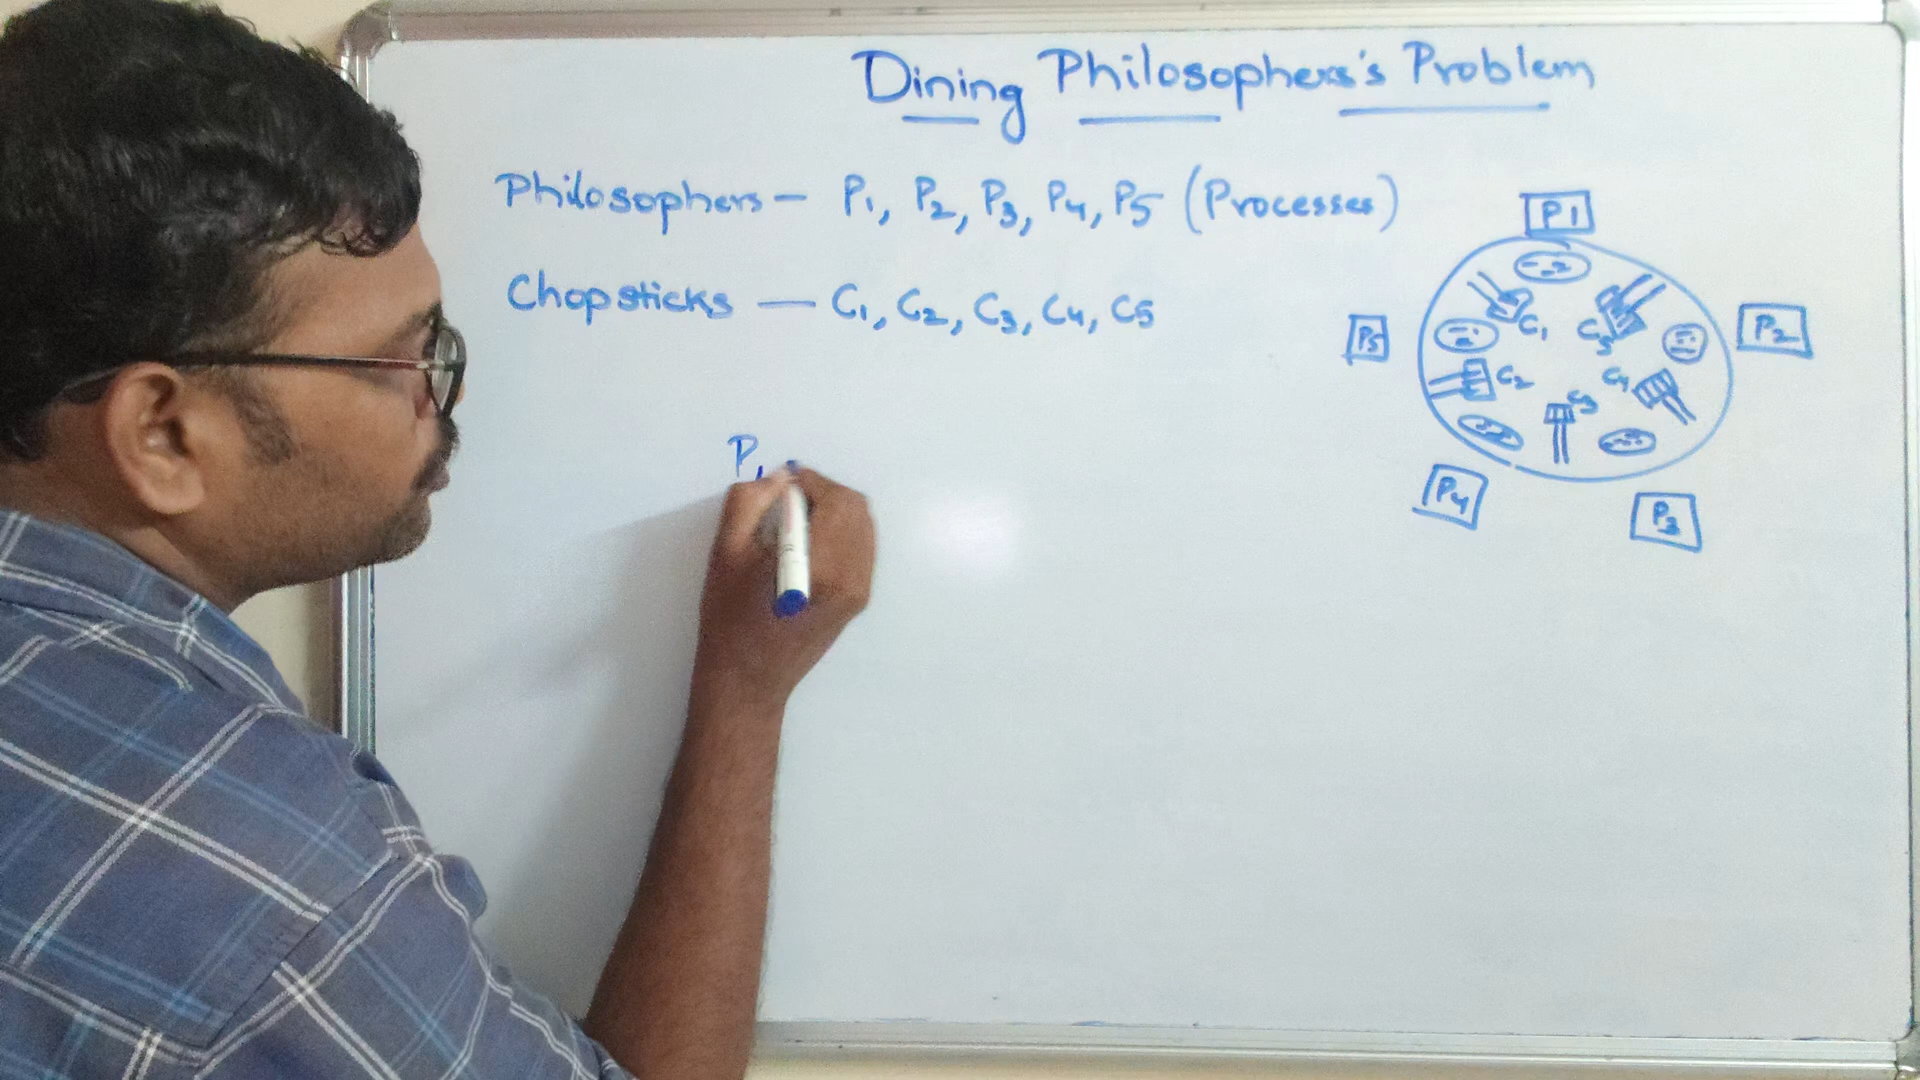 Dining Philosophers's Problem
Philosophers - P1, P2, P3, P4, P5 (Processes)
Chopsticks — C1, C2, C3, C4, C5
P1
P5
P2
C1
C5
C2
C4
C3
P4
P3
P1